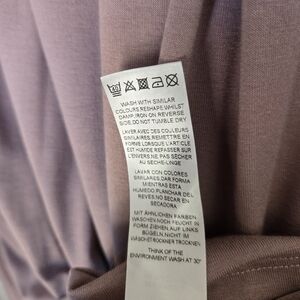 WASH WITH SIMILAR
COLOURS,RESHAPE WHILST
DAMP,IRON ON REVERSE
SIDE,DO NOT TUMBLE DRY
LAVER AVEC DES COULEURS
SIMILAIRES, REMETTRE EN
FORME LORSQUE L'ARTICLE
EST HUMIDE REPASSER SUR
L'ENVERS,NE PAS SÉCHER
AU SÈCHE-LINGE
LAVAR CON COLORES
SIMILARES,DAR FORMA
MIENTRAS ESTA
HUMEDO,PLANCHAR DEL
REVES,NO SECAR EN
SECADORA
MIT ÄHNLICHEN FARBEN
WASCHEN NOCH FEUCHT IN
FORM ZIEHEN AUF LINKS
BÜGELN,NICHT IM
WASCHETROCKNER TROCKNEN
THINK OF THE
ENVIRONMENT WASH AT 30°